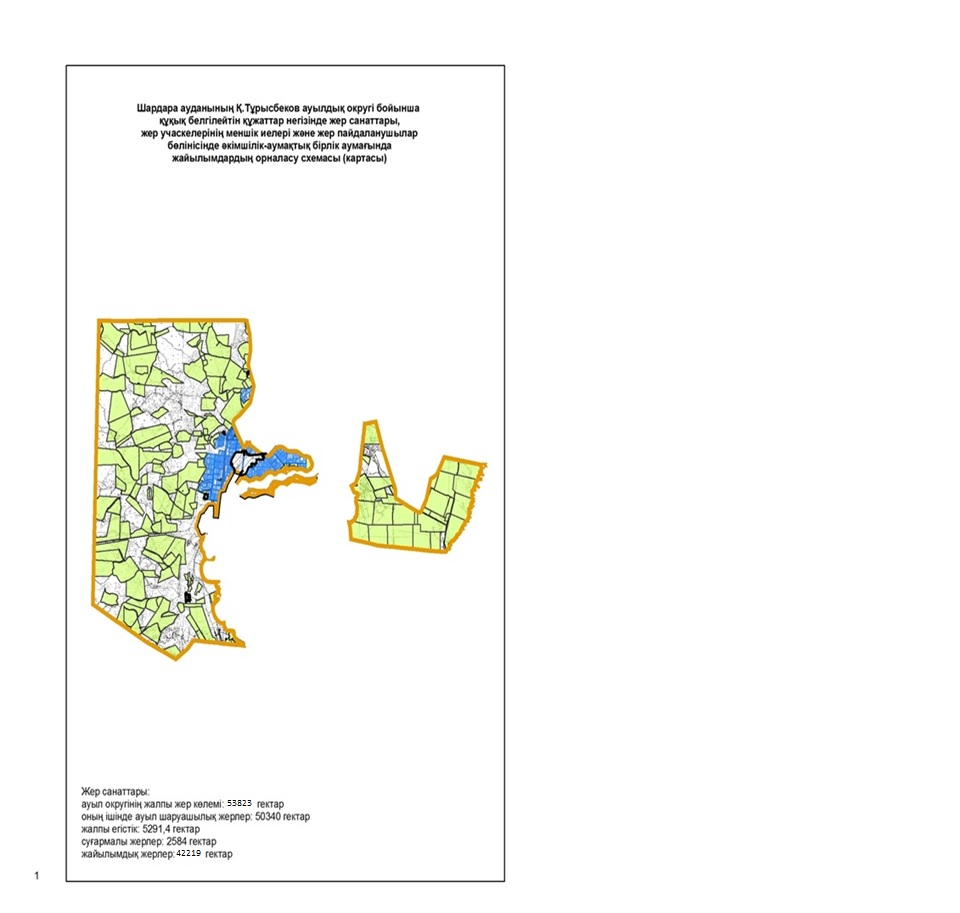 Шардара ауданының Қ.Тұрысбеков ауылдық округі бойынша
құқық белгілейтін құжаттар негізінде жер санаттары,
жер учаскелерінің меншік иелері және жер пайдаланушылар
бөлінісінде әкімшілік-аумақтық бірлік аумағында
жайылымдардың орналасу схемасы (картасы)
Жер санаттары:
ауыл округінің жалпы жер көлемі: 53823 гектар
оның ішінде ауыл шаруашылық жерлер: 50340 гектар
жалпы егістік: 5291,4 гектар
суғармалы жерлер: 2584 гектар
жайылымдық жерлер: 42219 гектар
1